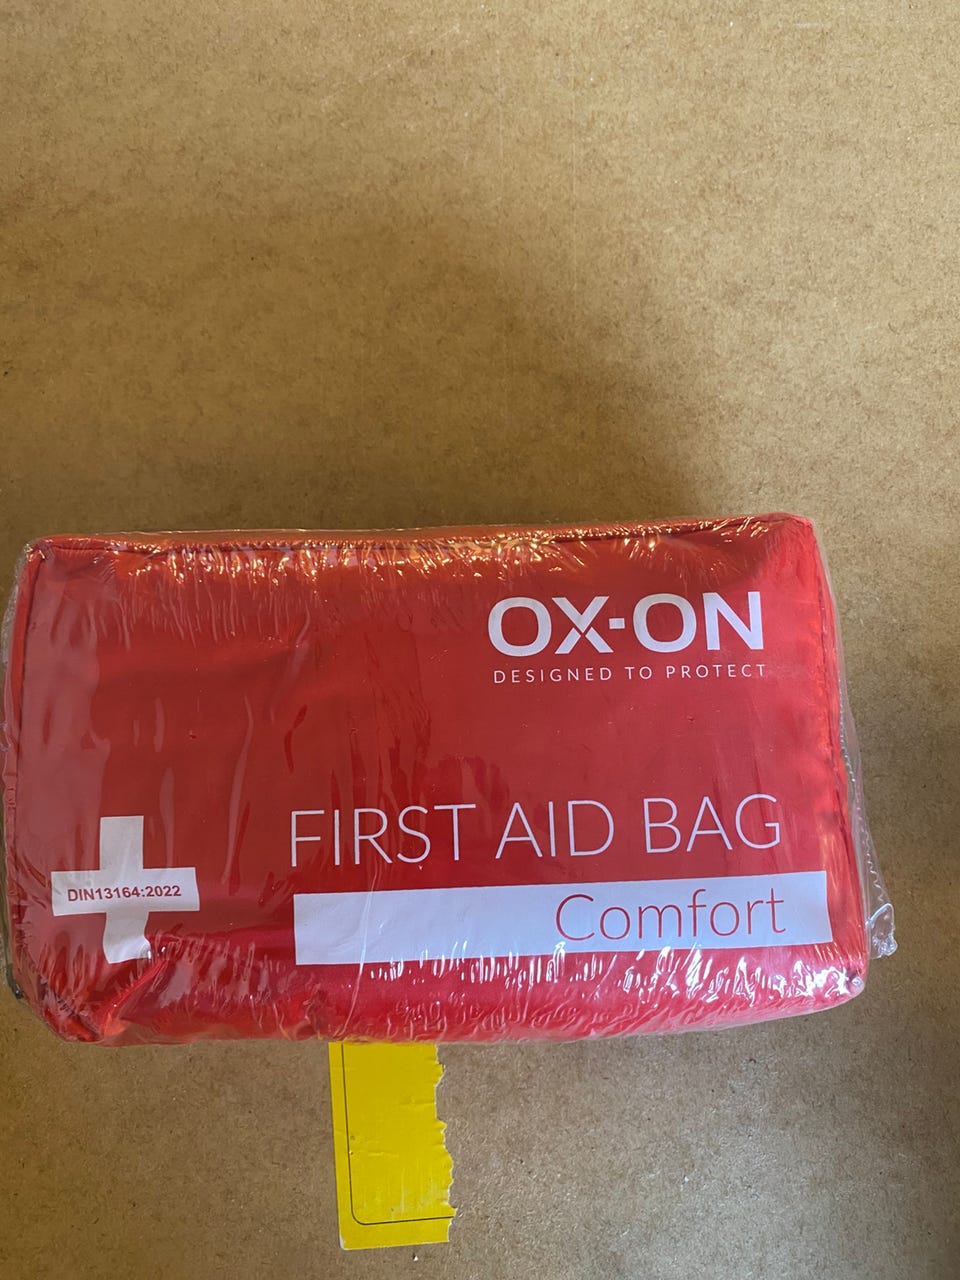 OX-ON
DESIGNED TO PROTECT
FIRST AID BAG
DIN13164:2022
Comfort